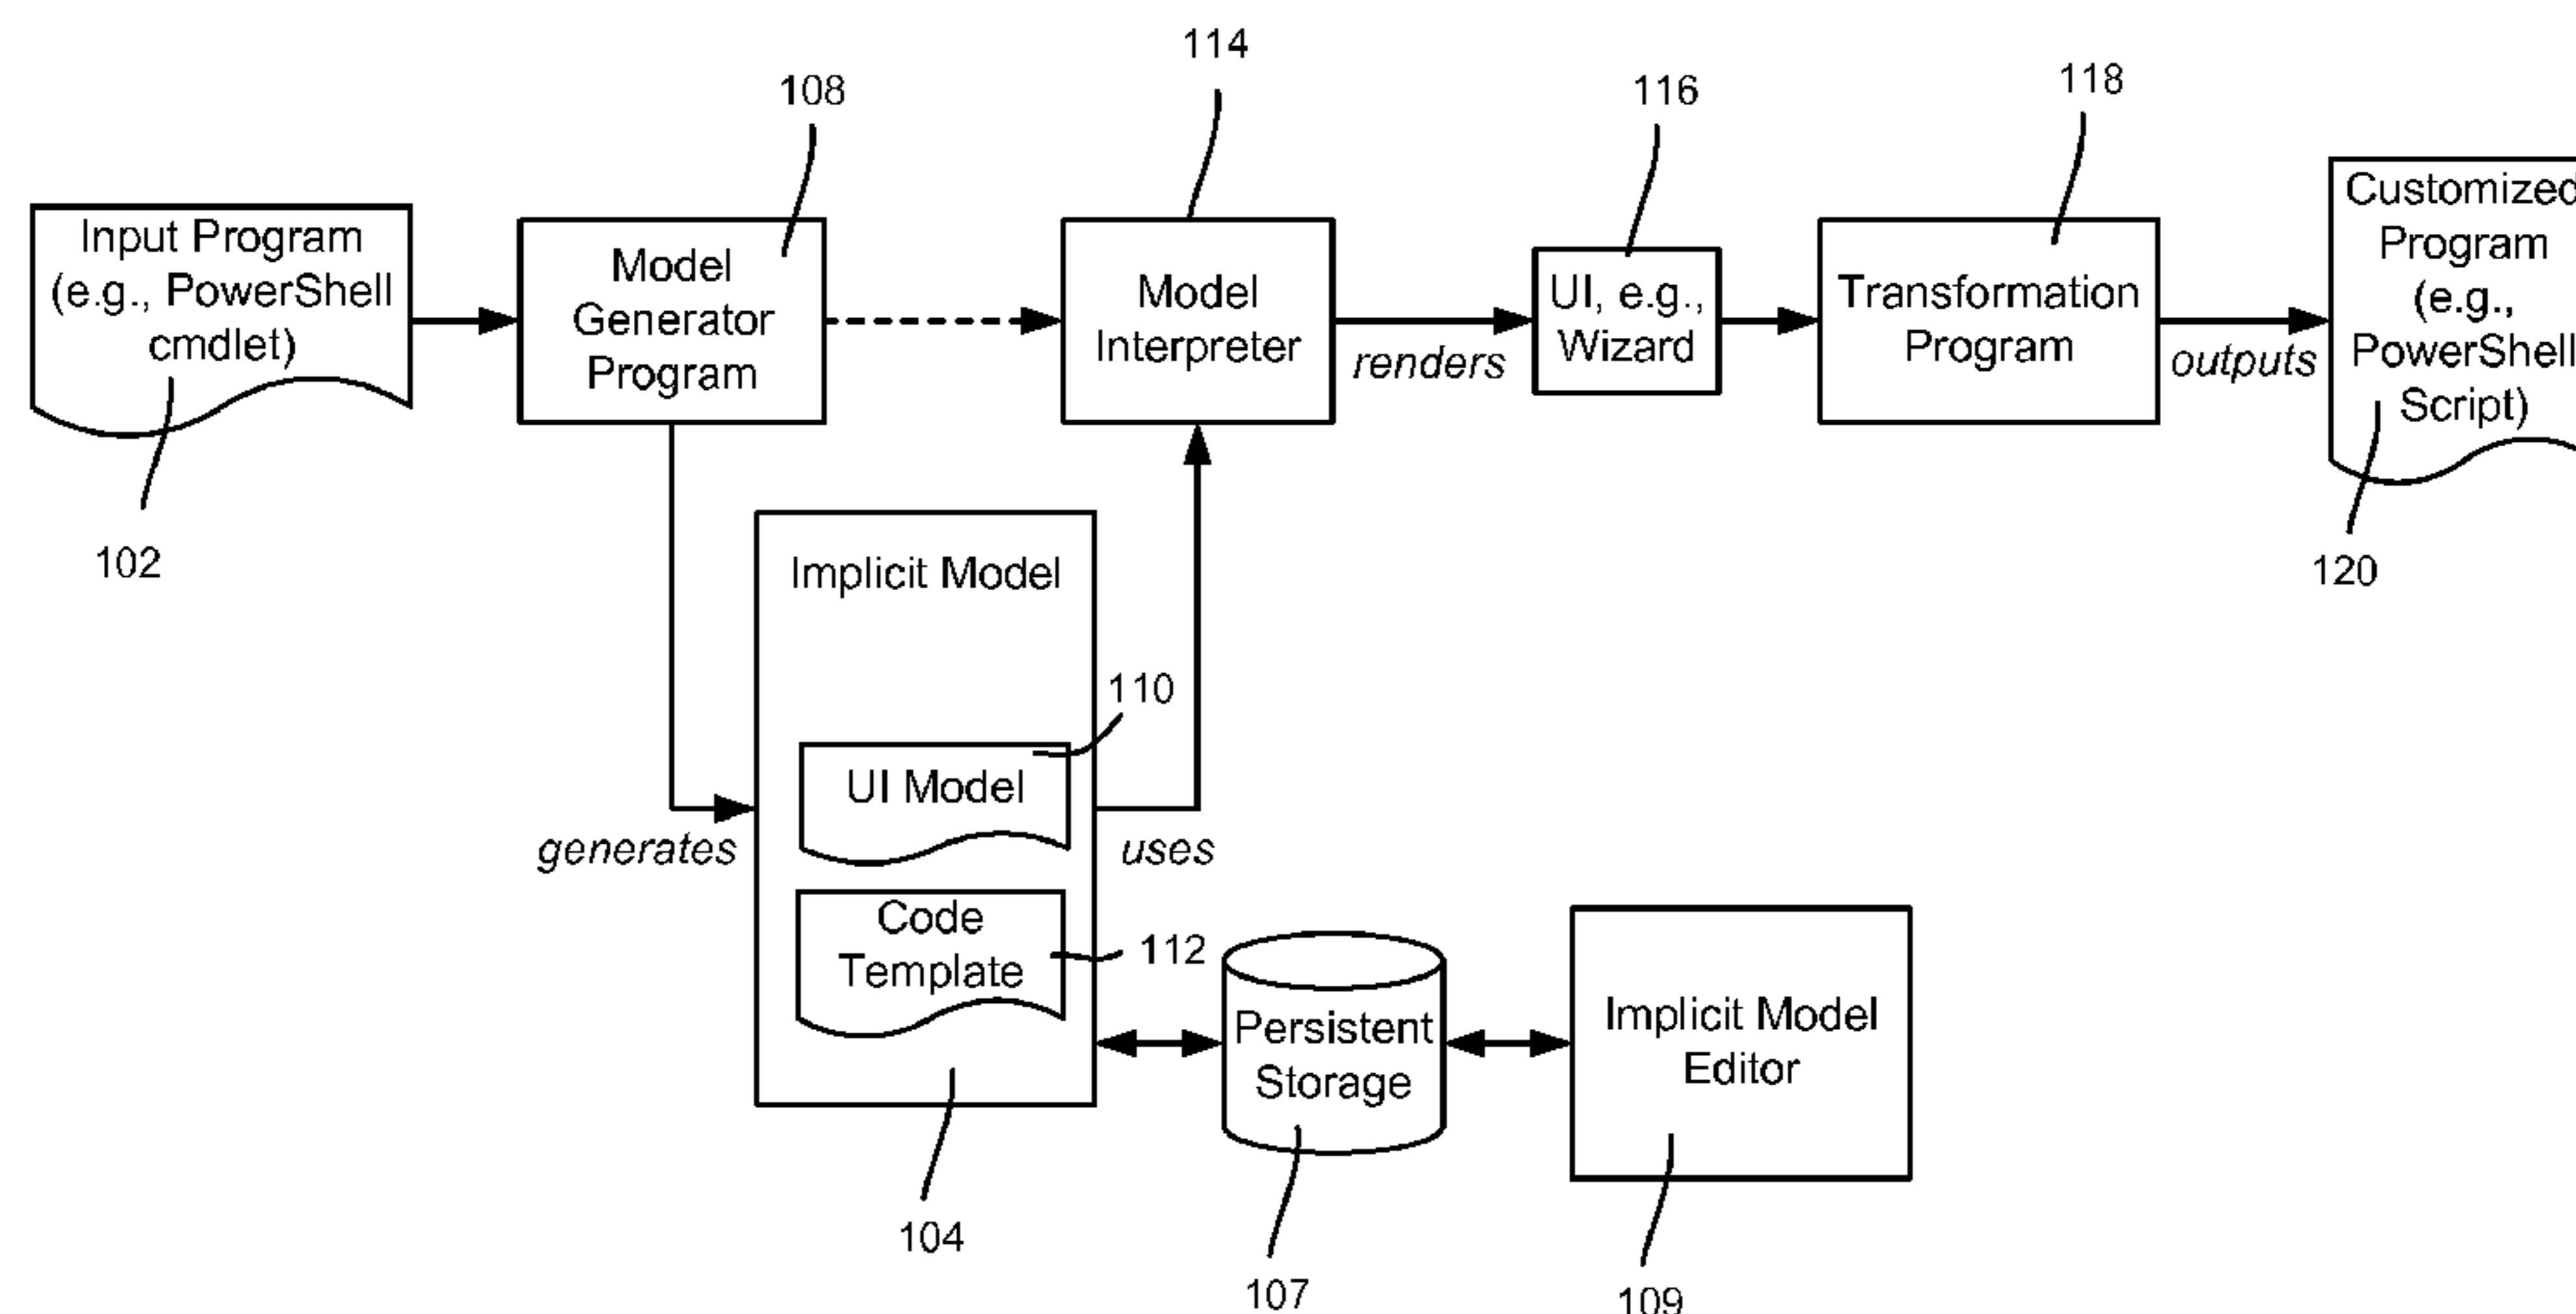 114
108
116
118
Input Program
(e.g., PowerShell
cmdlet)
Model
Generator
Program
Model
Interpreter
renders
UI, e.g.,
Wizard
Transformation
Program
outputs
Customized
Program
(e.g.,
PowerShell
Script)
102
120
Implicit Model
110
UI Model
generates
uses
Code
Template
112
Persistent
Storage
Implicit Model
Editor
104
107
109